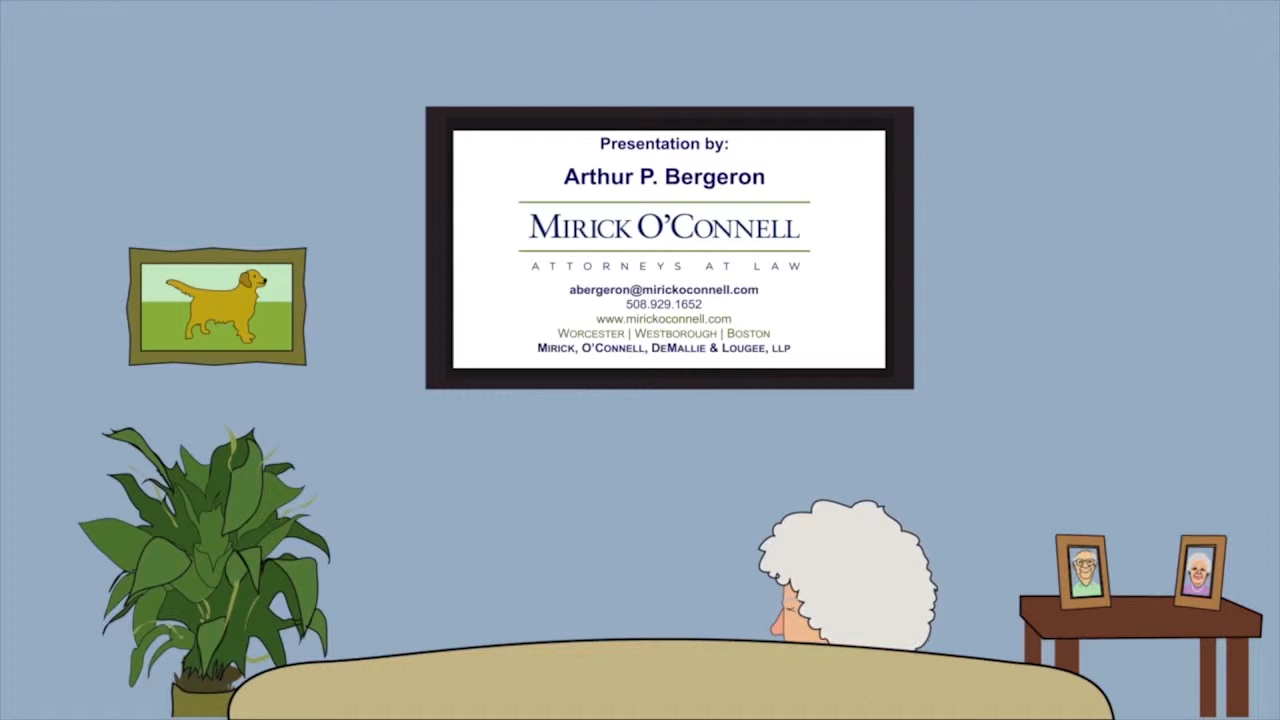 Presentation by:
Arthur P. Bergeron
MIRICK O'CONNELL
ATTORNEYS AT LAW
abergeron@mirickoconnell.com
508.929.1652
www.mirickoconnell.com
WORCESTER | WESTBOROUGH | BOSTON
MIRICK, O'CONNELL, DEMALLIE & LOUGEE, LLP